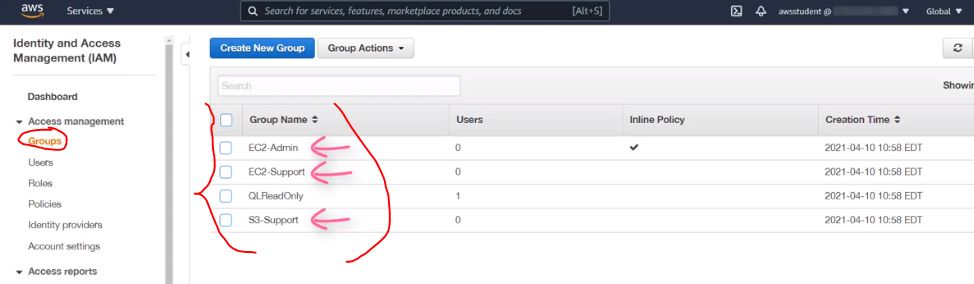 aws Services Search for services, features, marketplace products, and docs [Alt+S] awsstudent @ Global
Identity and Access
Management (IAM)
Create New Group Group Actions
Dashboard
Search
Showin
Access management
Groups
Users
Roles
Policies
Identity providers
Account settings
Access reports
Group Name Users Inline Policy Creation Time
EC2-Admin 0 2021-04-10 10:58 EDT
EC2-Support 0 2021-04-10 10:58 EDT
QLReadOnly 1 2021-04-10 10:58 EDT
S3-Support 0 2021-04-10 10:58 EDT